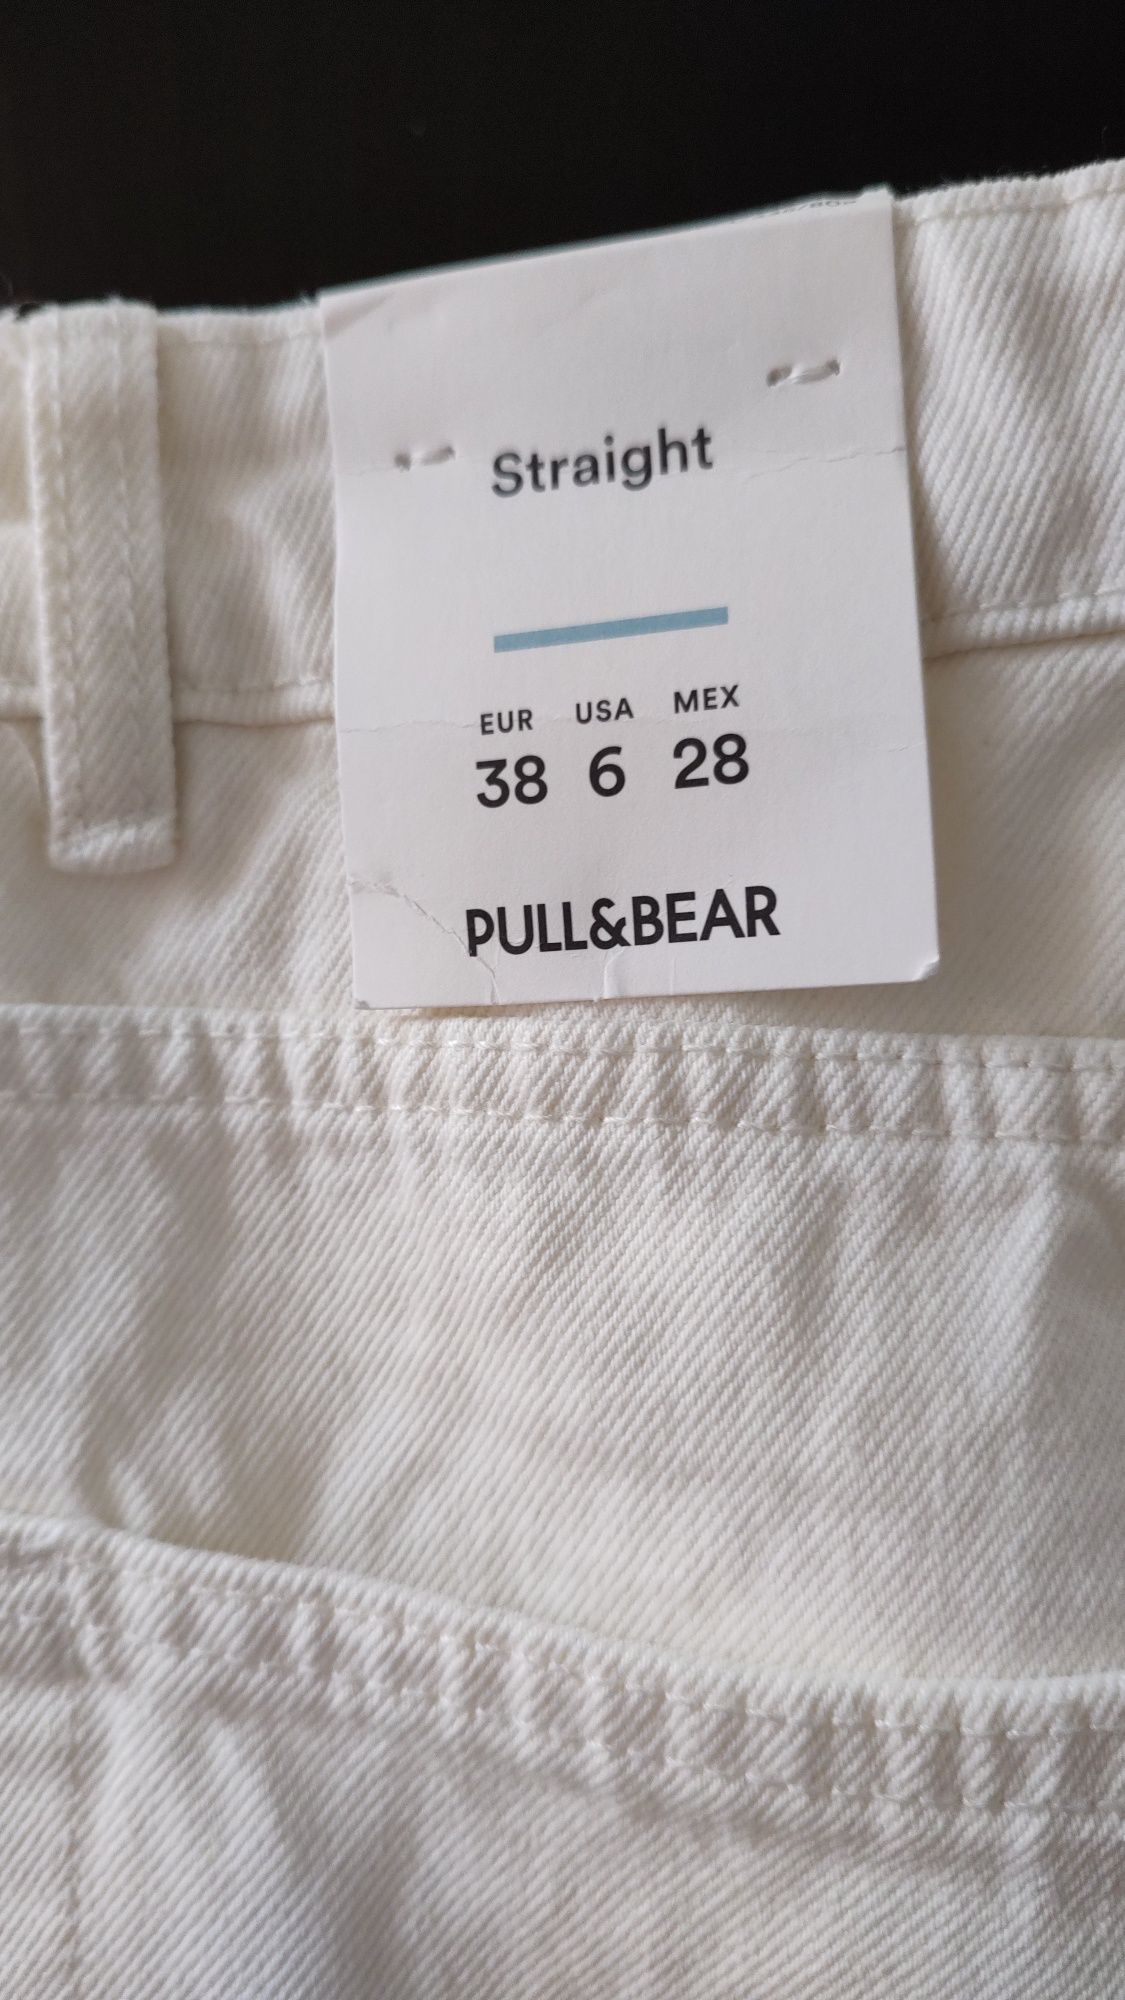 Straight
EUR USA MEX
38 6 28
PULL&BEAR